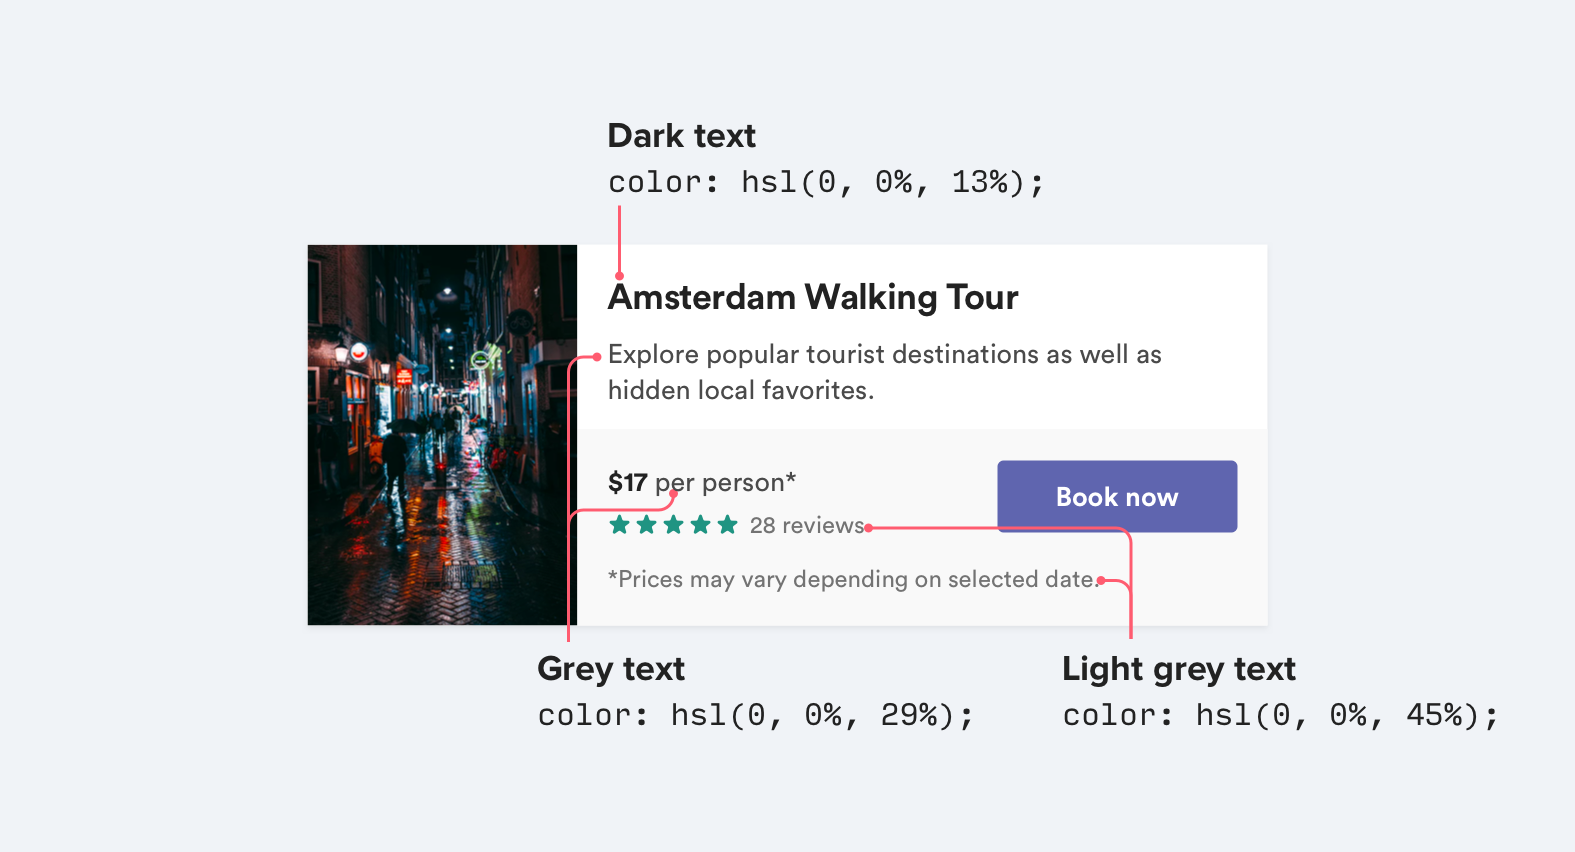 Dark text
color: hsl(0, 0%, 13%);
Amsterdam Walking Tour
Explore popular tourist destinations as well as
hidden local favorites.
$17 per person*
28 reviews
Book now
*Prices may vary depending on selected date.
Grey text
color: hsl(0, 0%, 29%);
Light grey text
color: hsl(0, 0%, 45%);